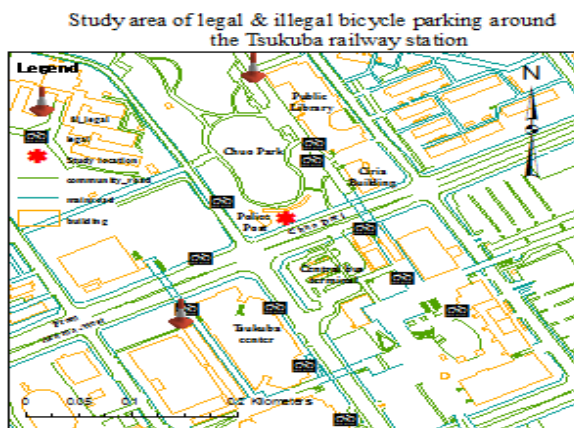 Study area of legal & illegal bicycle parking around
the Tsukuba railway station
Legend
il_legal
legal
Study location
community_road
mainroad
building
N
Public
Library
Chuo Park
Police
Post
Central bus
terminal
Building
Tsukuba
center
0 0.05 0.1 0.2 Kilometers